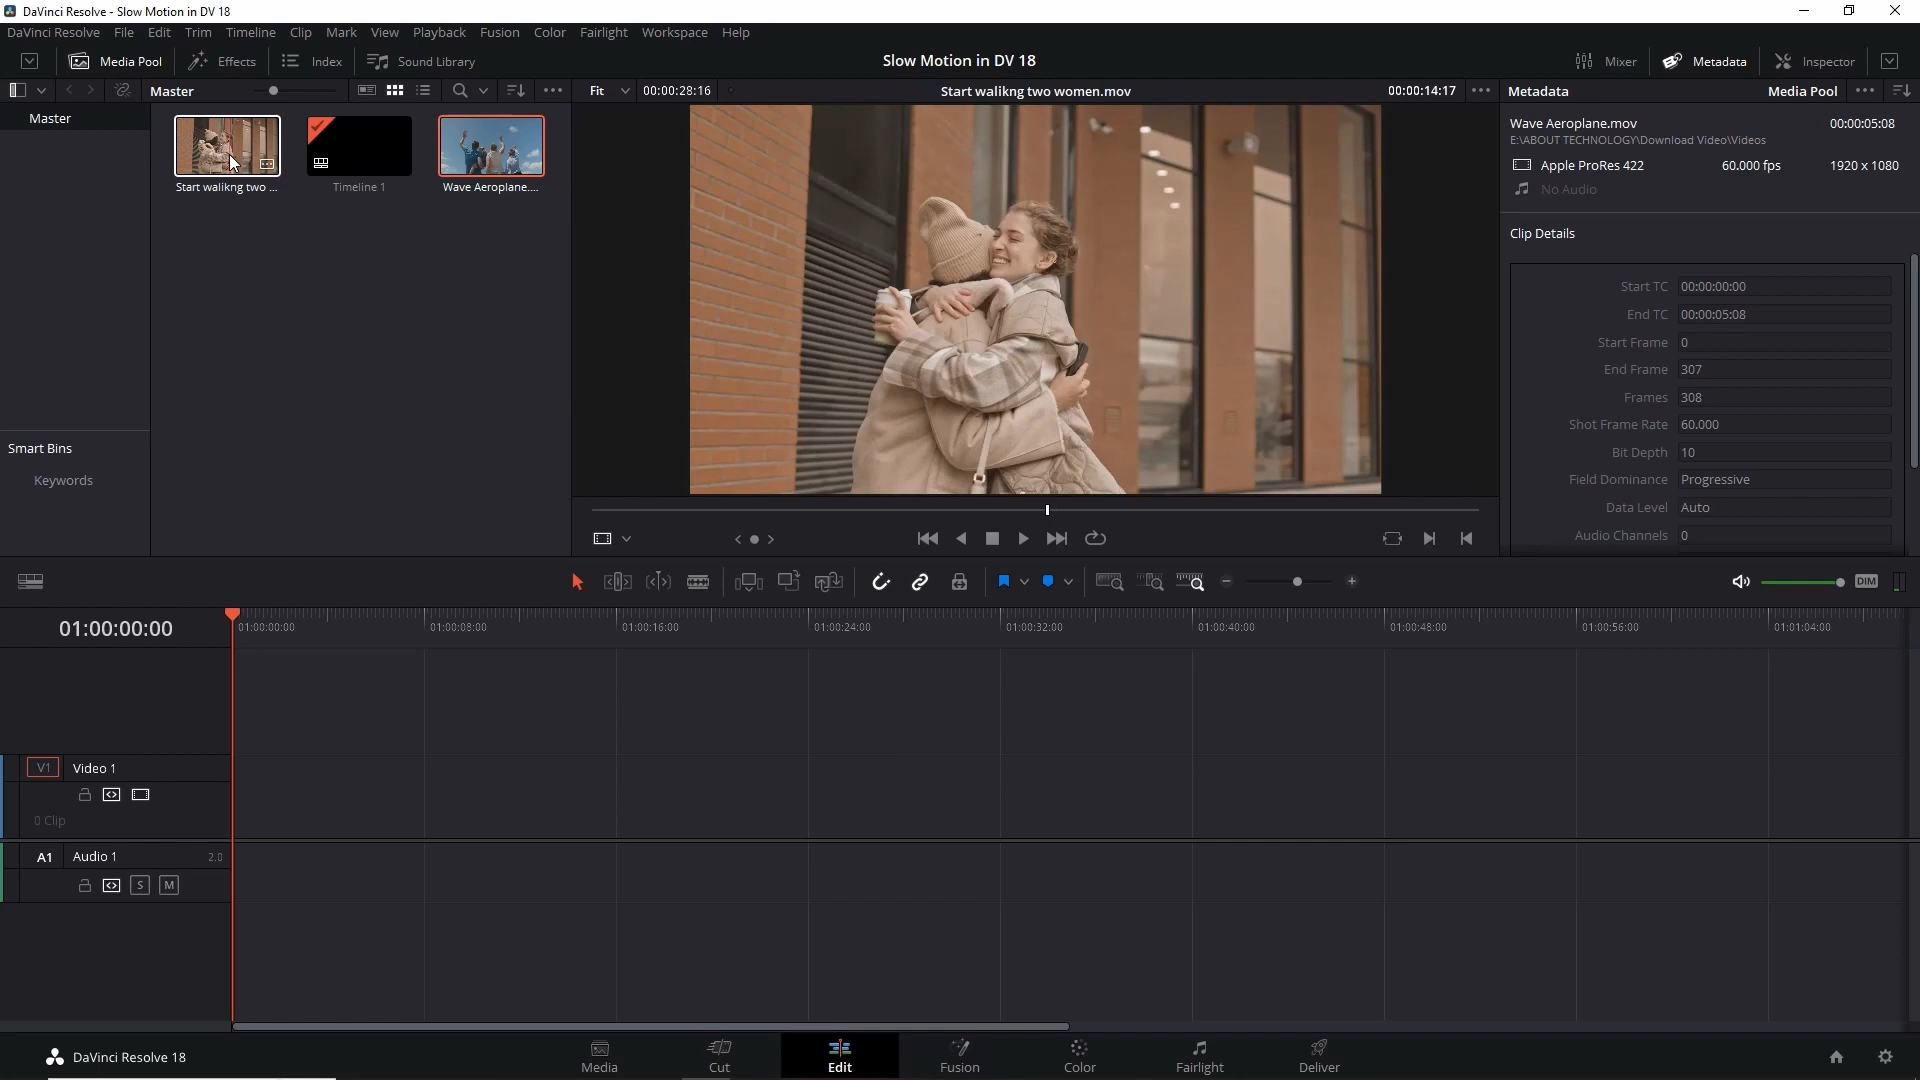 DaVinci Resolve - Slow Motion in DV 18
DaVinci Resolve File Edit Trim Timeline Clip Mark View Playback Fusion Color Fairlight Workspace Help
Media Pool Effects Index Sound Library
Slow Motion in DV 18
Mixer Metadata Inspector
Master
Fit 00:00:28:16 Start walikng two women.mov 00:00:14:17
Metadata Media Pool
Master
Start walikng two ...
Timeline 1
Wave Aeroplane....
Smart Bins
Keywords
Wave Aeroplane.mov 00:00:05:08
E:\ABOUT TECHNOLOGY\Download Video\Videos
Apple ProRes 422 60.000 fps 1920 x 1080
No Audio
Clip Details
Start TC 00:00:00:00
End TC 00:00:05:08
Start Frame 0
End Frame 307
Frames 308
Shot Frame Rate 60.000
Bit Depth 10
Field Dominance Progressive
Data Level Auto
Audio Channels 0
DIM
01:00:00:00
01:00:00:00 01:00:08:00 01:00:16:00 01:00:24:00 01:00:32:00 01:00:40:00 01:00:48:00 01:00:56:00 01:01:04:00
V1 Video 1
0 Clip
A1 Audio 1 2.0
S M
DaVinci Resolve 18
Media Cut Edit Fusion Color Fairlight Deliver